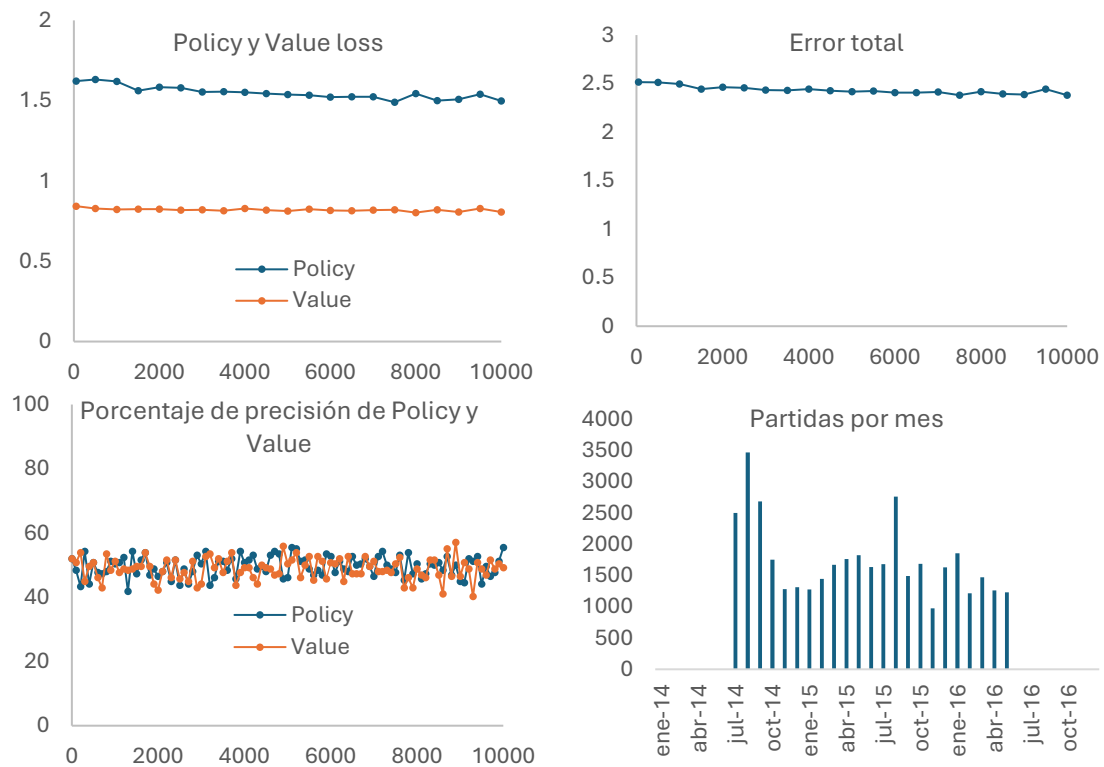 Policy y Value loss
2
1.5
1
0.5
0
Policy
Value
0 2000 4000 6000 8000 10000
Error total
3
2.5
2
1.5
1
0.5
0
0 2000 4000 6000 8000 10000
Porcentaje de precisión de Policy y
Value
100
80
60
40
20
0
Policy
Value
0 2000 4000 6000 8000 10000
Partidas por mes
4000
3500
3000
2500
2000
1500
1000
500
0
ene-14
abr-14
jul-14
oct-14
ene-15
abr-15
jul-15
oct-15
ene-16
abr-16
jul-16
oct-16